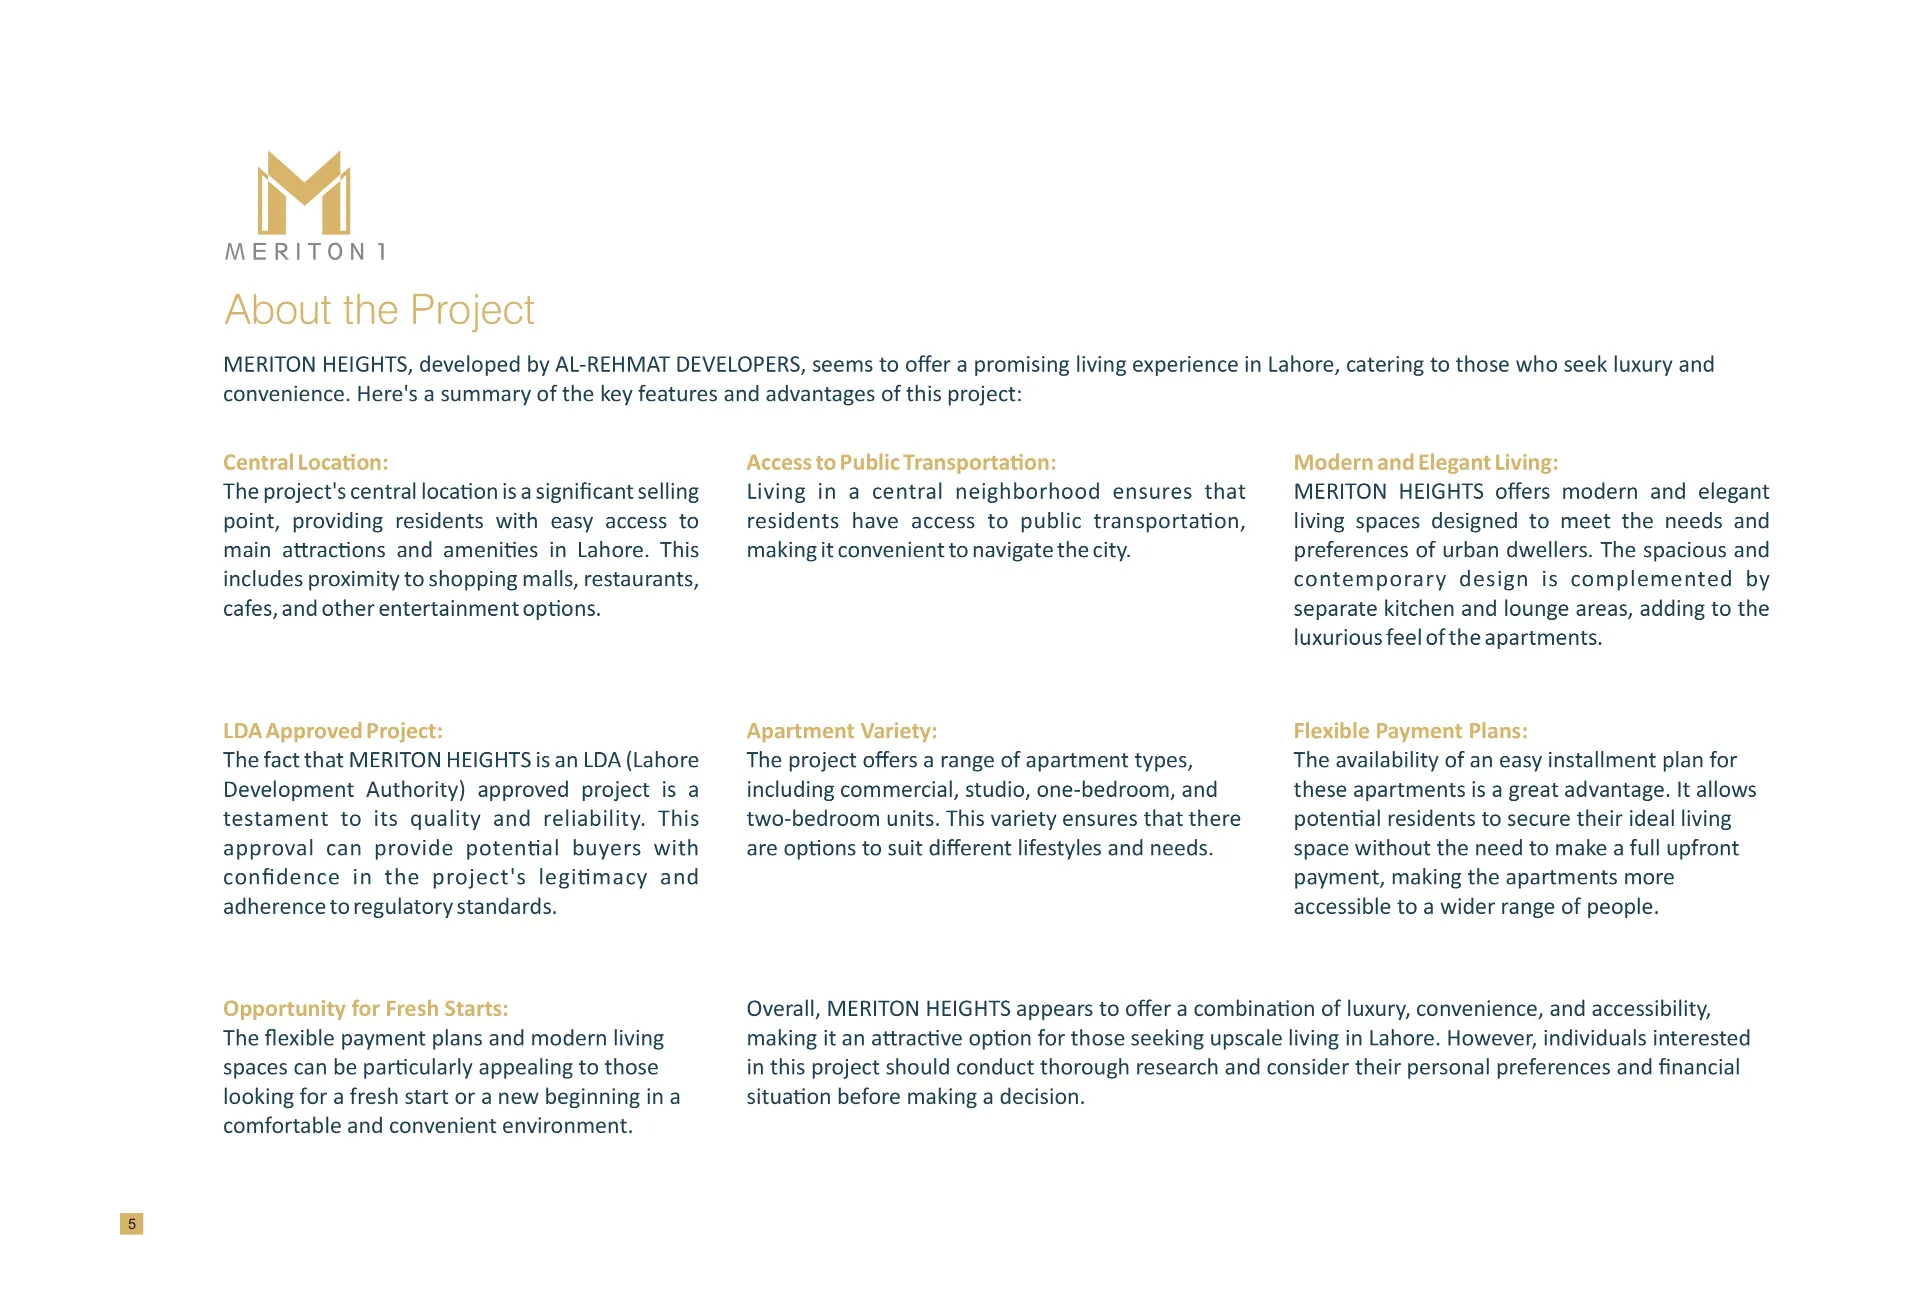 MERITON 1
About the Project
MERITON HEIGHTS, developed by AL-REHMAT DEVELOPERS, seems to offer a promising living experience in Lahore, catering to those who seek luxury and
convenience. Here's a summary of the key features and advantages of this project:
Central Location:
The project's central location is a significant selling
point, providing residents with easy access to
main attractions and amenities in Lahore. This
includes proximity to shopping malls, restaurants,
cafes, and other entertainment options.
Access to Public Transportation:
Living in a central neighborhood ensures that
residents have access to public transportation,
making it convenient to navigate the city.
Modern and Elegant Living:
MERITON HEIGHTS offers modern and elegant
living spaces designed to meet the needs and
preferences of urban dwellers. The spacious and
contemporary design is complemented by
separate kitchen and lounge areas, adding to the
luxurious feel of the apartments.
LDA Approved Project:
The fact that MERITON HEIGHTS is an LDA (Lahore
Development Authority) approved project is a
testament to its quality and reliability. This
approval can provide potential buyers with
confidence in the project's legitimacy and
adherence to regulatory standards.
Apartment Variety:
The project offers a range of apartment types,
including commercial, studio, one-bedroom, and
two-bedroom units. This variety ensures that there
are options to suit different lifestyles and needs.
Flexible Payment Plans:
The availability of an easy installment plan for
these apartments is a great advantage. It allows
potential residents to secure their ideal living
space without the need to make a full upfront
payment, making the apartments more
accessible to a wider range of people.
Opportunity for Fresh Starts:
The flexible payment plans and modern living
spaces can be particularly appealing to those
looking for a fresh start or a new beginning in a
comfortable and convenient environment.
Overall, MERITON HEIGHTS appears to offer a combination of luxury, convenience, and accessibility,
making it an attractive option for those seeking upscale living in Lahore. However, individuals interested
in this project should conduct thorough research and consider their personal preferences and financial
situation before making a decision.
5